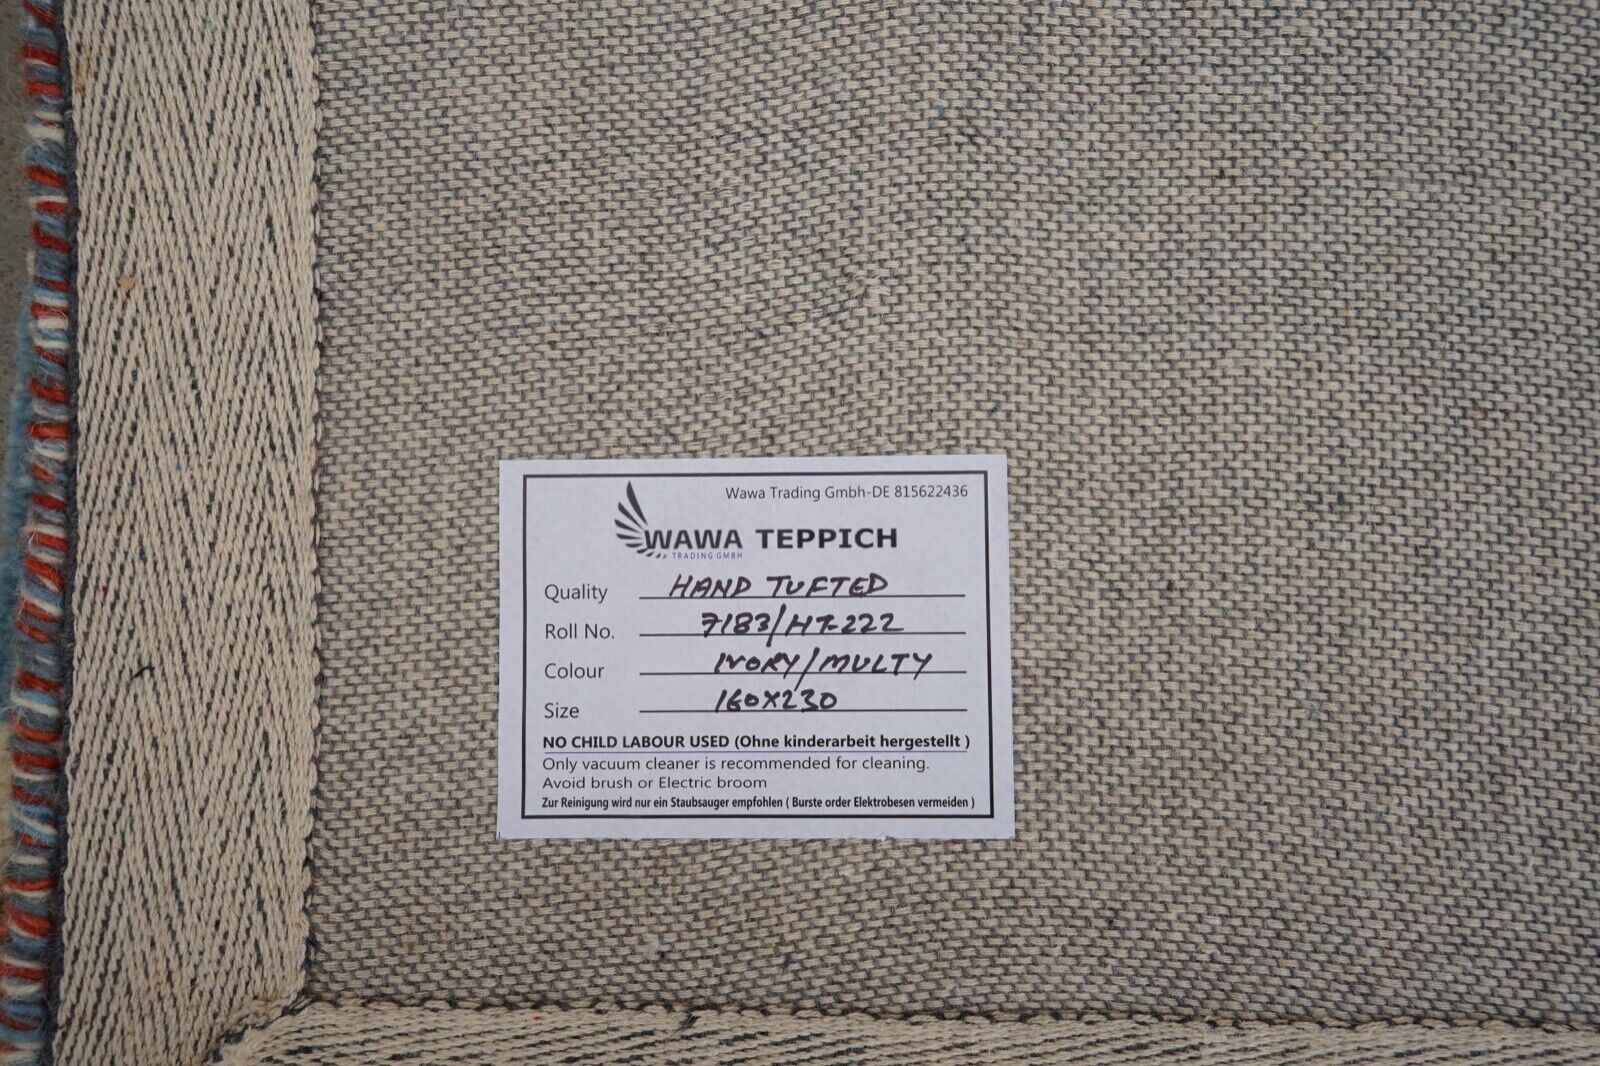 Wawa Trading Gmbh-DE 815622436
WAWA TEPPICH
TRADING GMBH
Quality HAND TUFTED
Roll No. 7183/HT-222
Colour IVORY/MULTY
Size 160X230
NO CHILD LABOUR USED (Ohne kinderarbeit hergestellt )
Only vacuum cleaner is recommended for cleaning.
Avoid brush or Electric broom
Zur Reinigung wird nur ein Staubsauger empfohlen ( Burste order Elektrobesen vermeiden )